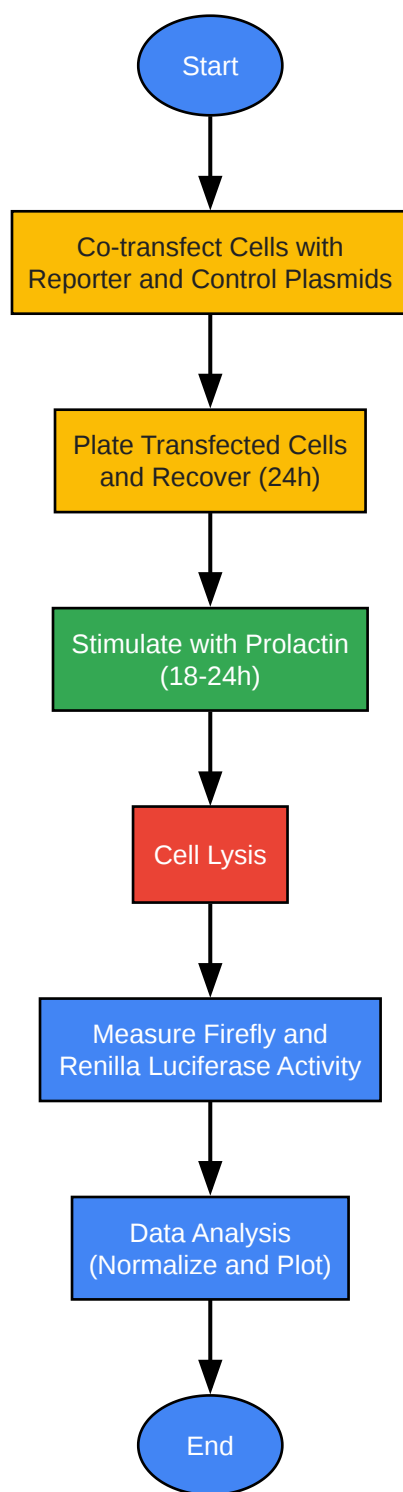 Start
Co-transfect Cells with
Reporter and Control Plasmids
Plate Transfected Cells
and Recover (24h)
Stimulate with Prolactin
(18-24h)
Cell Lysis
Measure Firefly and
Renilla Luciferase Activity
Data Analysis
(Normalize and Plot)
End